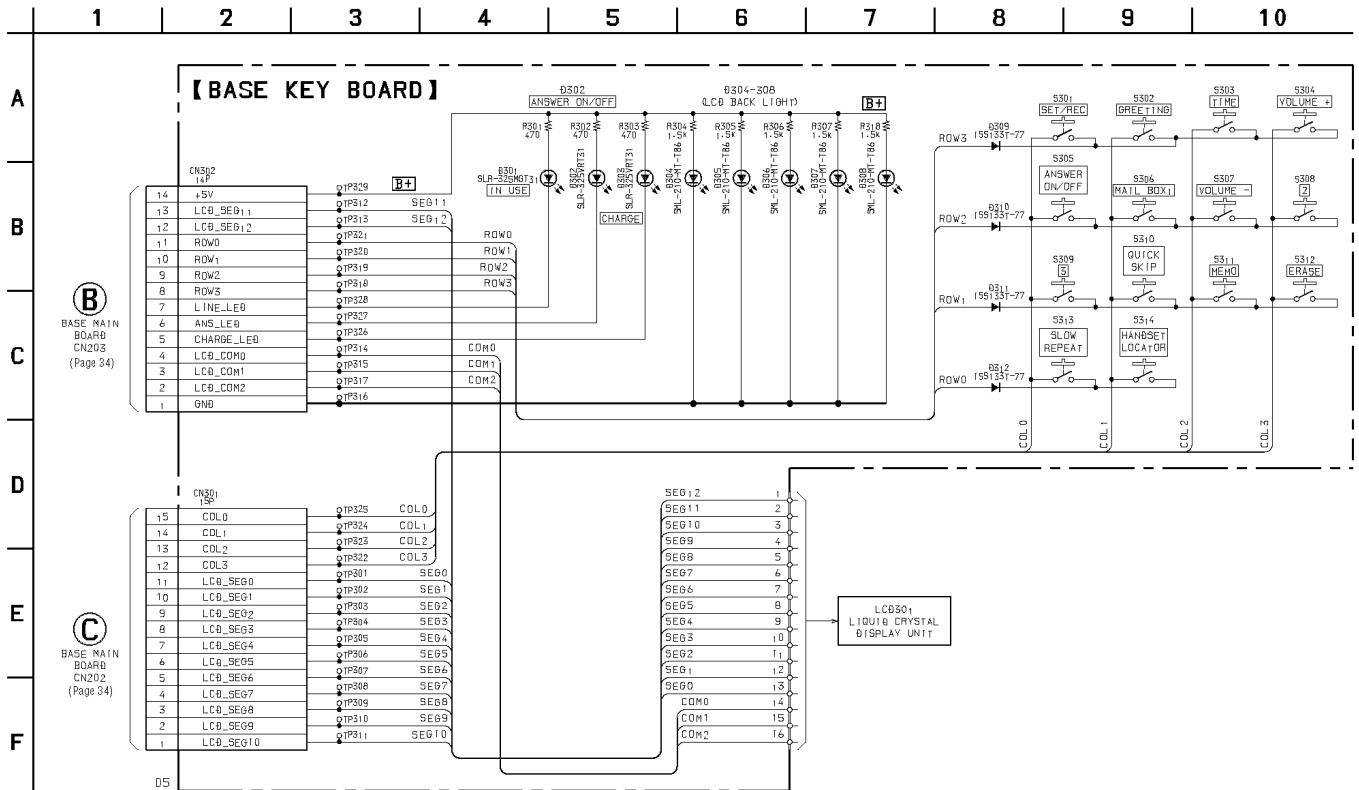 1 2 3 4 5 6 7 8 9 10
A
B
C
D
E
F
【BASE KEY BOARD】
D302
ANSWER ON/OFF
D304-308
(LCD BACK LIGHT)
B+
R301
470
R302
470
R303
470
R304
1.5k
R305
1.5k
R306
1.5k
R307
1.5k
R318
1.5k
D301
SLR-325MGT31
IN USE
D302
SLR-325VRT31
D303
SLR-325VRT31
CHARGE
D304
SML-210-MT-T86
D305
SML-210-MT-T86
D306
SML-210-MT-T86
D307
SML-210-MT-T86
D308
SML-210-MT-T86
S301
SET/REC
S302
GREETING
S303
TIME
S304
VOLUME +
ROW3
D309
1SS133T-77
S305
ANSWER
ON/OFF
S306
MAIL BOX1
S307
VOLUME -
S308
2
ROW2
D310
1SS133T-77
S309
3
S310
QUICK
SKIP
S311
MEMO
S312
ERASE
ROW1
D311
1SS133T-77
S313
SLOW
REPEAT
S314
HANDSET
LOCATOR
ROW0
D312
1SS133T-77
COL0
COL1
COL2
COL3
CN302
14P
B+
14 +5V TP329
13 LCD_SEG11 TP312 SEG11
12 LCD_SEG12 TP313 SEG12
11 ROW0 TP321 ROW0
10 ROW1 TP320 ROW1
9 ROW2 TP319 ROW2
8 ROW3 TP318 ROW3
7 LINE_LED TP328
6 ANS_LED TP327
5 CHARGE_LED TP326
4 LCD_COM0 TP314 COM0
3 LCD_COM1 TP315 COM1
2 LCD_COM2 TP317 COM2
1 GND TP316
B
BASE MAIN
BOARD
CN203
(Page 34)
CN301
15P
15 COL0 TP325 COL0
14 COL1 TP324 COL1
13 COL2 TP323 COL2
12 COL3 TP322 COL3
11 LCD_SEG0 TP301 SEG0
10 LCD_SEG1 TP302 SEG1
9 LCD_SEG2 TP303 SEG2
8 LCD_SEG3 TP304 SEG3
7 LCD_SEG4 TP305 SEG4
6 LCD_SEG5 TP306 SEG5
5 LCD_SEG6 TP307 SEG6
4 LCD_SEG7 TP308 SEG7
3 LCD_SEG8 TP309 SEG8
2 LCD_SEG9 TP310 SEG9
1 LCD_SEG10 TP311 SEG10
C
BASE MAIN
BOARD
CN202
(Page 34)
SEG12 1
SEG11 2
SEG10 3
SEG9 4
SEG8 5
SEG7 6
SEG6 7
SEG5 8
SEG4 9
SEG3 10
SEG2 11
SEG1 12
SEG0 13
COM0 14
COM1 15
COM2 16
LCD301
LIQUID CRYSTAL
DISPLAY UNIT
D5